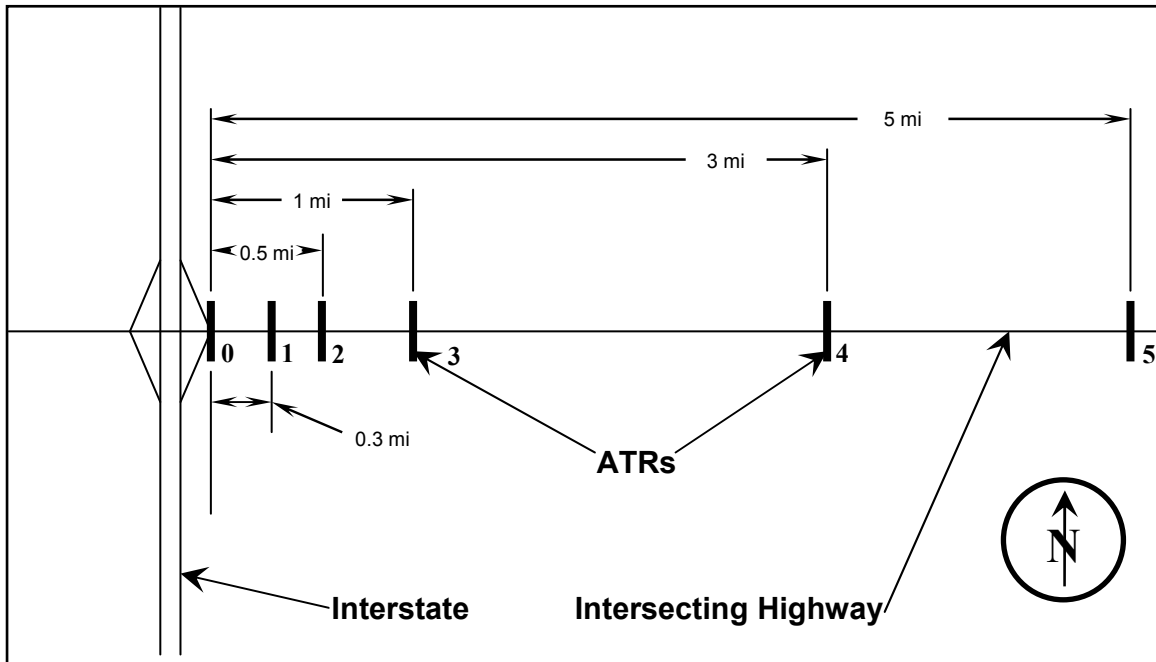 5 mi
3 mi
1 mi
0.5 mi
0 1 2 3 4 5
0.3 mi
ATRs
N
Interstate Intersecting Highway